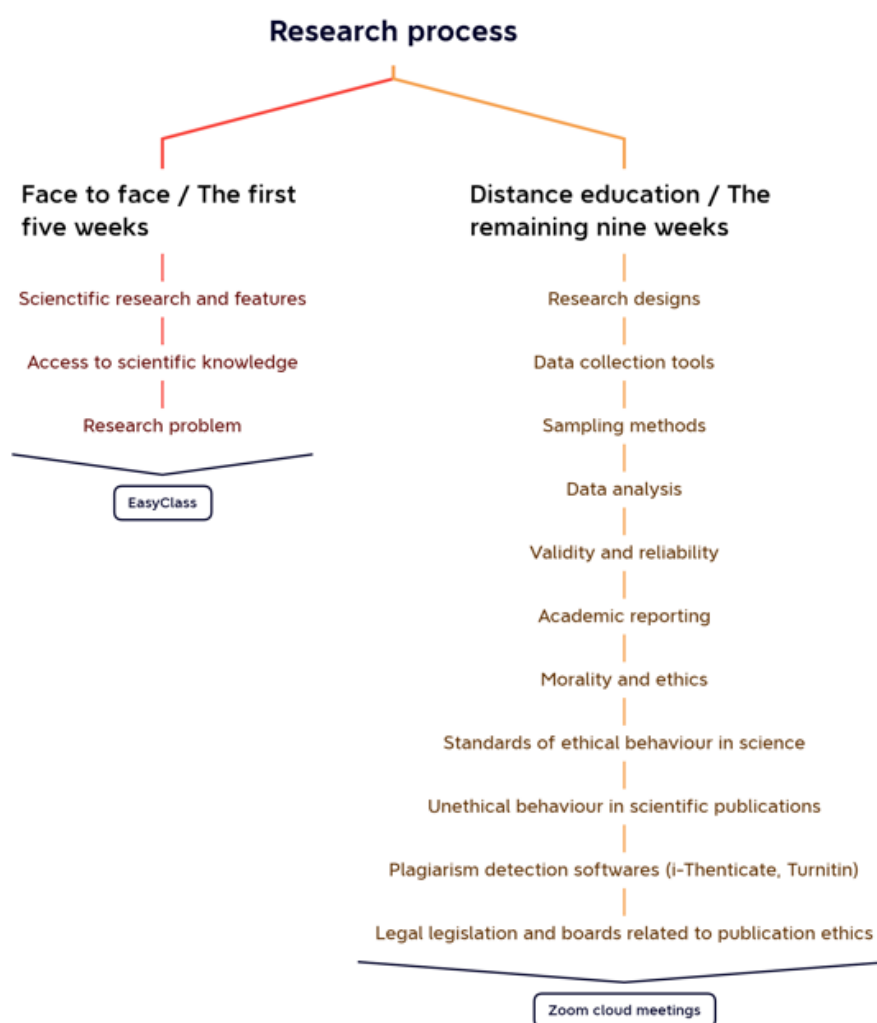 Research process
Face to face / The first
five weeks
Scienctific research and features
Access to scientific knowledge
Research problem
EasyClass
Distance education / The
remaining nine weeks
Research designs
Data collection tools
Sampling methods
Data analysis
Validity and reliability
Academic reporting
Morality and ethics
Standards of ethical behaviour in science
Unethical behaviour in scientific publications
Plagiarism detection softwares (i-Thenticate, Turnitin)
Legal legislation and boards related to publication ethics
Zoom cloud meetings